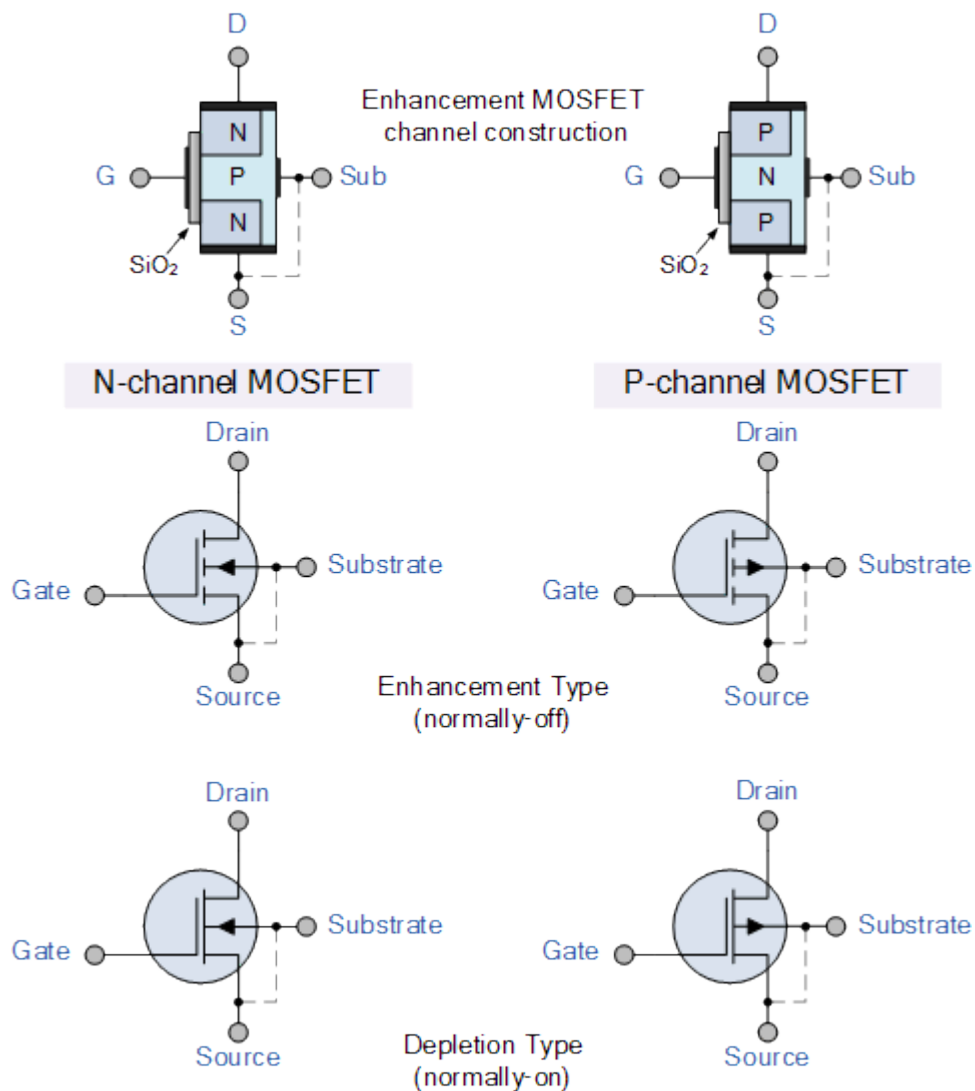 D
D
Enhancement MOSFET
channel construction
N
P
G
P
Sub
G
N
Sub
N
P
SiO₂
SiO₂
S
S
N-channel MOSFET
P-channel MOSFET
Drain
Drain
Substrate
Substrate
Gate
Gate
Source
Source
Enhancement Type
(normally-off)
Drain
Drain
Substrate
Substrate
Gate
Gate
Source
Source
Depletion Type
(normally-on)